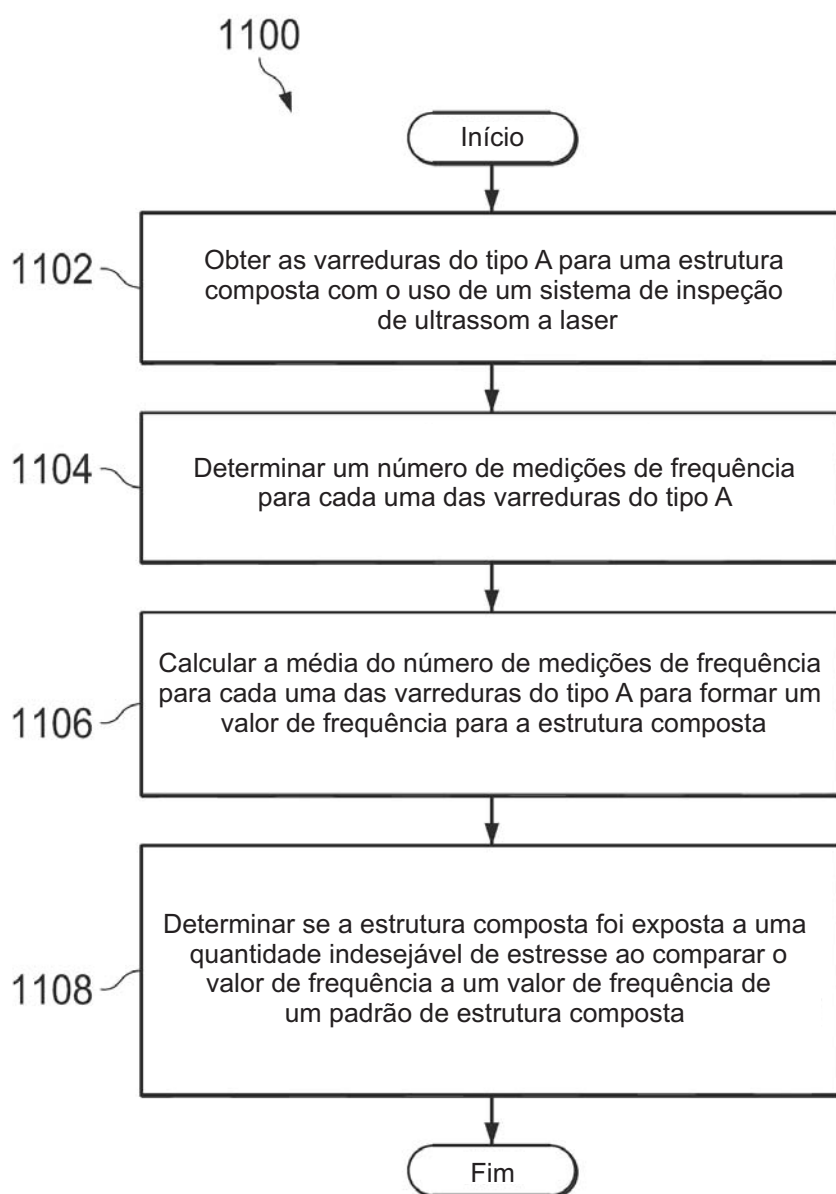 1100
Início
1102
Obter as varreduras do tipo A para uma estrutura
composta com o uso de um sistema de inspeção
de ultrassom a laser
1104
Determinar um número de medições de frequência
para cada uma das varreduras do tipo A
1106
Calcular a média do número de medições de frequência
para cada uma das varreduras do tipo A para formar um
valor de frequência para a estrutura composta
1108
Determinar se a estrutura composta foi exposta a uma
quantidade indesejável de estresse ao comparar o
valor de frequência a um valor de frequência de
um padrão de estrutura composta
Fim